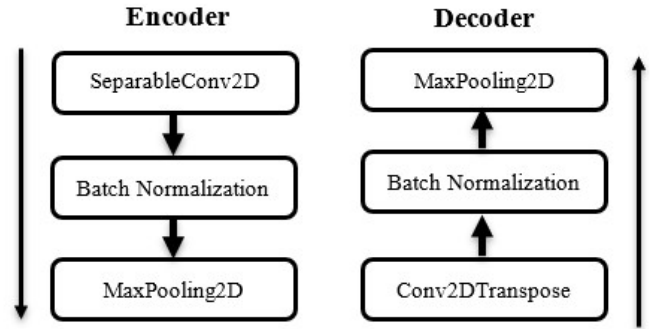 Encoder
SeparableConv2D
Batch Normalization
MaxPooling2D
Decoder
MaxPooling2D
Batch Normalization
Conv2DTranspose